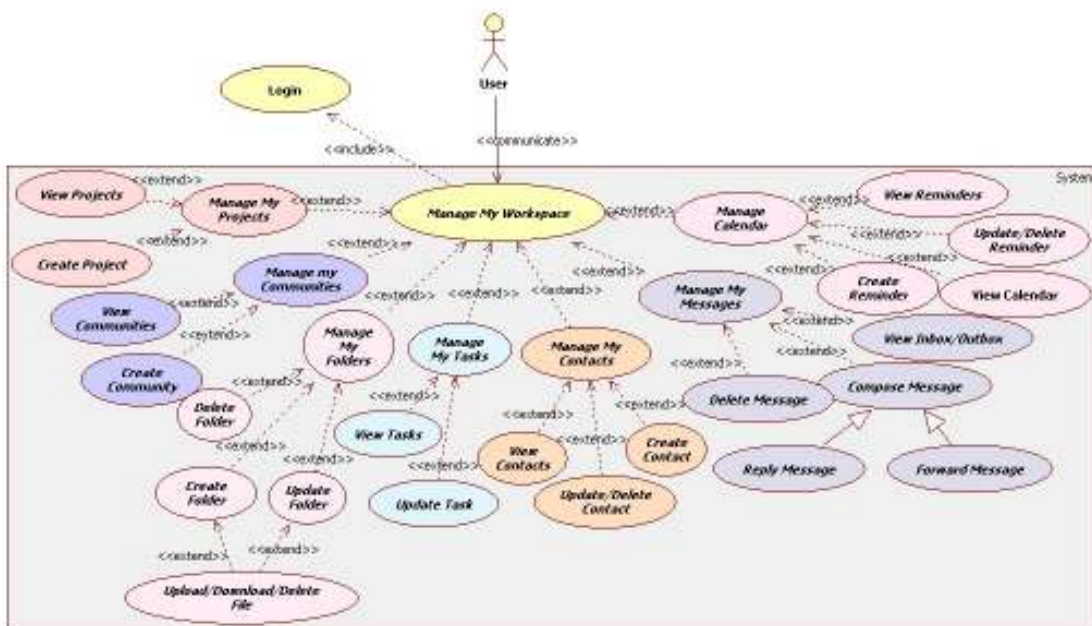 User
Login
<<communicate>>
<<include>>
System
View Projects
<<extend>>
Manage My
Projects
<<extend>>
Manage My Workspace
<<extend>>
Manage
Calendar
<<extend>>
View Reminders
<<extend>>
Update/Delete
Reminder
<<extend>>
Create Project
<<extend>>
Manage my
Communities
<<extend>>
Manage My
Messages
<<extend>>
Create
Reminder
<<extend>>
View Calendar
View
Communities
<<extend>>
<<extend>>
<<extend>>
<<extend>>
<<extend>>
Manage
My
Folders
Manage
My Tasks
Manage My
Contacts
<<extend>>
View Inbox/Outbox
Create
Community
<<extend>>
Delete
Folder
<<extend>>
<<extend>>
<<extend>>
Delete Message
Compose Message
View Tasks
<<extend>>
<<extend>>
<<extend>>
View
Contacts
Create
Contact
Reply Message
Forward Message
Create
Folder
Update
Folder
<<extend>>
<<extend>>
Update Task
Update/Delete
Contact
<<extend>>
<<extend>>
Upload/Download/Delete
File